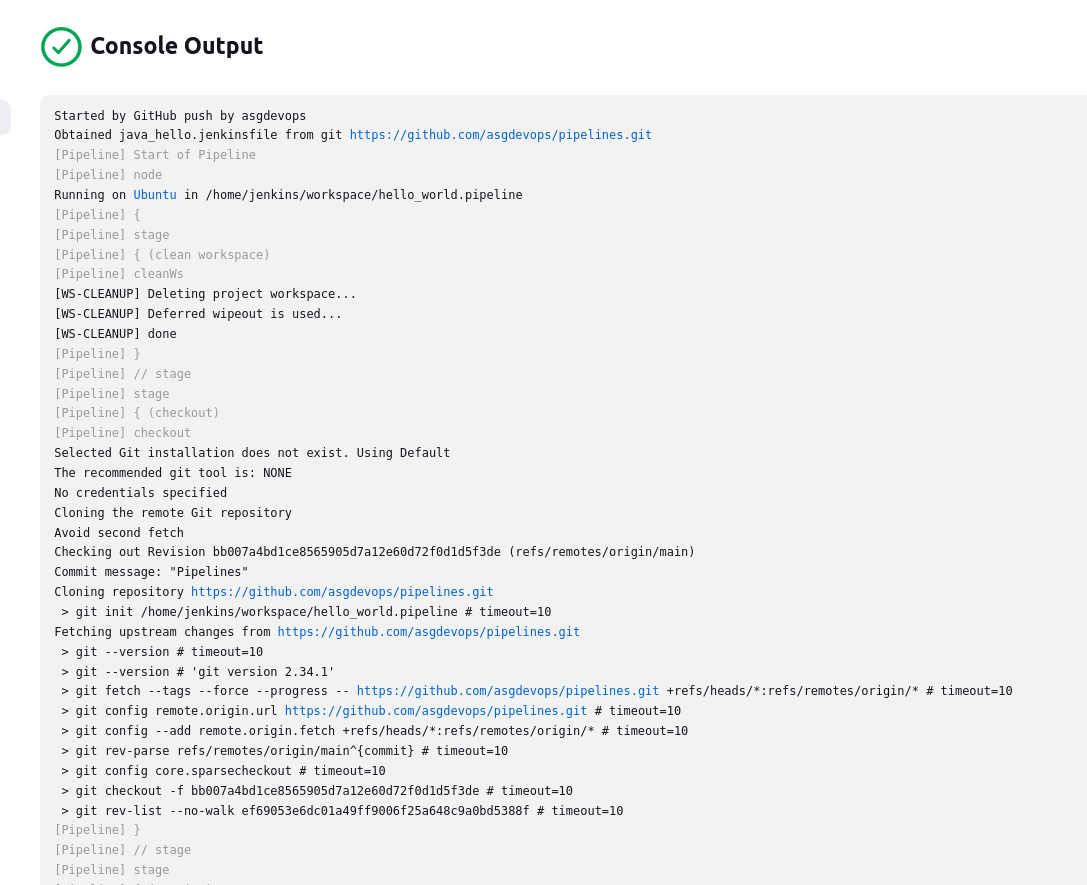 Console Output
Started by GitHub push by asgdevops
Obtained java_hello.jenkinsfile from git https://github.com/asgdevops/pipelines.git
[Pipeline] Start of Pipeline
[Pipeline] node
Running on Ubuntu in /home/jenkins/workspace/hello_world.pipeline
[Pipeline] {
[Pipeline] stage
[Pipeline] { (clean workspace)
[Pipeline] cleanWs
[WS-CLEANUP] Deleting project workspace...
[WS-CLEANUP] Deferred wipeout is used...
[WS-CLEANUP] done
[Pipeline] }
[Pipeline] // stage
[Pipeline] stage
[Pipeline] { (checkout)
[Pipeline] checkout
Selected Git installation does not exist. Using Default
The recommended git tool is: NONE
No credentials specified
Cloning the remote Git repository
Avoid second fetch
Checking out Revision bb007a4bd1ce8565905d7a12e60d72f0d1d5f3de (refs/remotes/origin/main)
Commit message: "Pipelines"
Cloning repository https://github.com/asgdevops/pipelines.git
 > git init /home/jenkins/workspace/hello_world.pipeline # timeout=10
Fetching upstream changes from https://github.com/asgdevops/pipelines.git
 > git --version # timeout=10
 > git --version # 'git version 2.34.1'
 > git fetch --tags --force --progress -- https://github.com/asgdevops/pipelines.git +refs/heads/*:refs/remotes/origin/* # timeout=10
 > git config remote.origin.url https://github.com/asgdevops/pipelines.git # timeout=10
 > git config --add remote.origin.fetch +refs/heads/*:refs/remotes/origin/* # timeout=10
 > git rev-parse refs/remotes/origin/main^{commit} # timeout=10
 > git config core.sparsecheckout # timeout=10
 > git checkout -f bb007a4bd1ce8565905d7a12e60d72f0d1d5f3de # timeout=10
 > git rev-list --no-walk ef69053e6dc01a49ff9006f25a648c9a0bd5388f # timeout=10
[Pipeline] }
[Pipeline] // stage
[Pipeline] stage